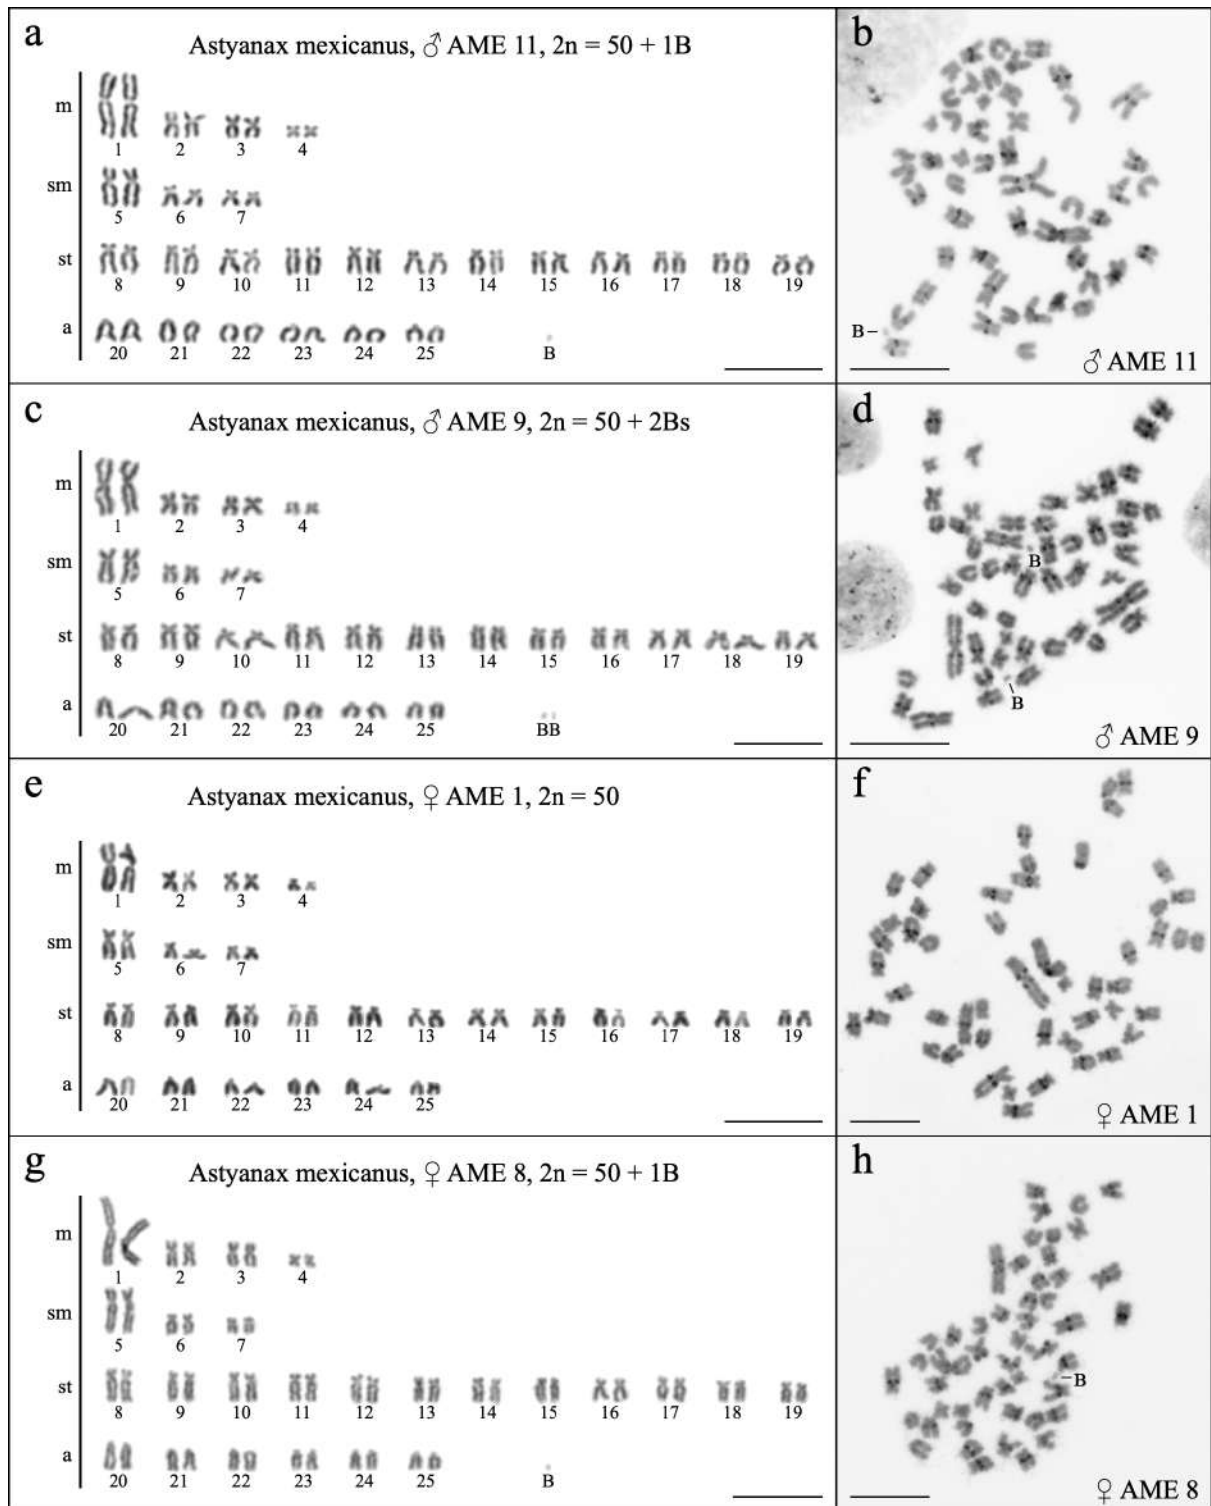 a
Astyanax mexicanus, ♂ AME 11, 2n = 50 + 1B
m
1 2 3 4
sm
5 6 7
st
8 9 10 11 12 13 14 15 16 17 18 19
a
20 21 22 23 24 25 B
b
B
♂ AME 11
c
Astyanax mexicanus, ♂ AME 9, 2n = 50 + 2Bs
m
1 2 3 4
sm
5 6 7
st
8 9 10 11 12 13 14 15 16 17 18 19
a
20 21 22 23 24 25 BB
d
B
B
♂ AME 9
e
Astyanax mexicanus, ♀ AME 1, 2n = 50
m
1 2 3 4
sm
5 6 7
st
8 9 10 11 12 13 14 15 16 17 18 19
a
20 21 22 23 24 25
f
♀ AME 1
g
Astyanax mexicanus, ♀ AME 8, 2n = 50 + 1B
m
1 2 3 4
sm
5 6 7
st
8 9 10 11 12 13 14 15 16 17 18 19
a
20 21 22 23 24 25 B
h
B
♀ AME 8